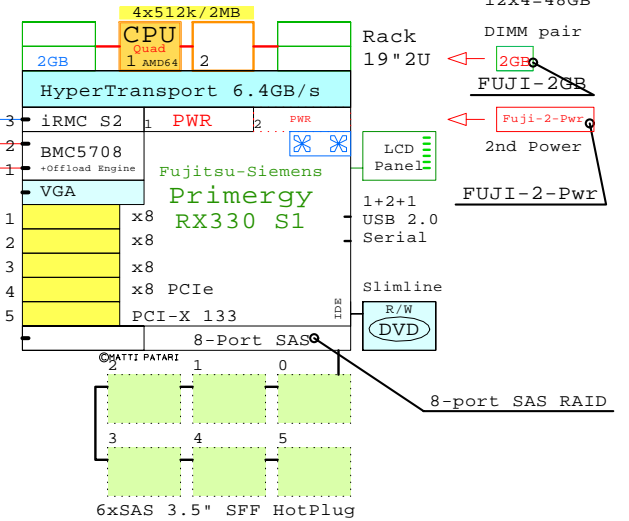 12x4=48GB
4x512k/2MB
CPU
Quad
1 AMD64 2
2GB
Rack
19"2U
DIMM pair
2GB
FUJI-2GB
HyperTransport 6.4GB/s
3 iRMC S2
1 PWR 2 PWR
Fuji-2-Pwr
2nd Power
FUJI-2-Pwr
2
BMC5708
1 +Offload Engine
LCD
Panel
Fujitsu-Siemens
Primergy
RX330 S1
VGA
1+2+1
USB 2.0
Serial
1 x8
2 x8
3 x8
4 x8 PCIe
5 PCI-X 133
IDE
Slimline
R/W
DVD
8-Port SAS
©MATTI PATARI
2 1 0
8-port SAS RAID
3 4 5
6xSAS 3.5" SFF HotPlug